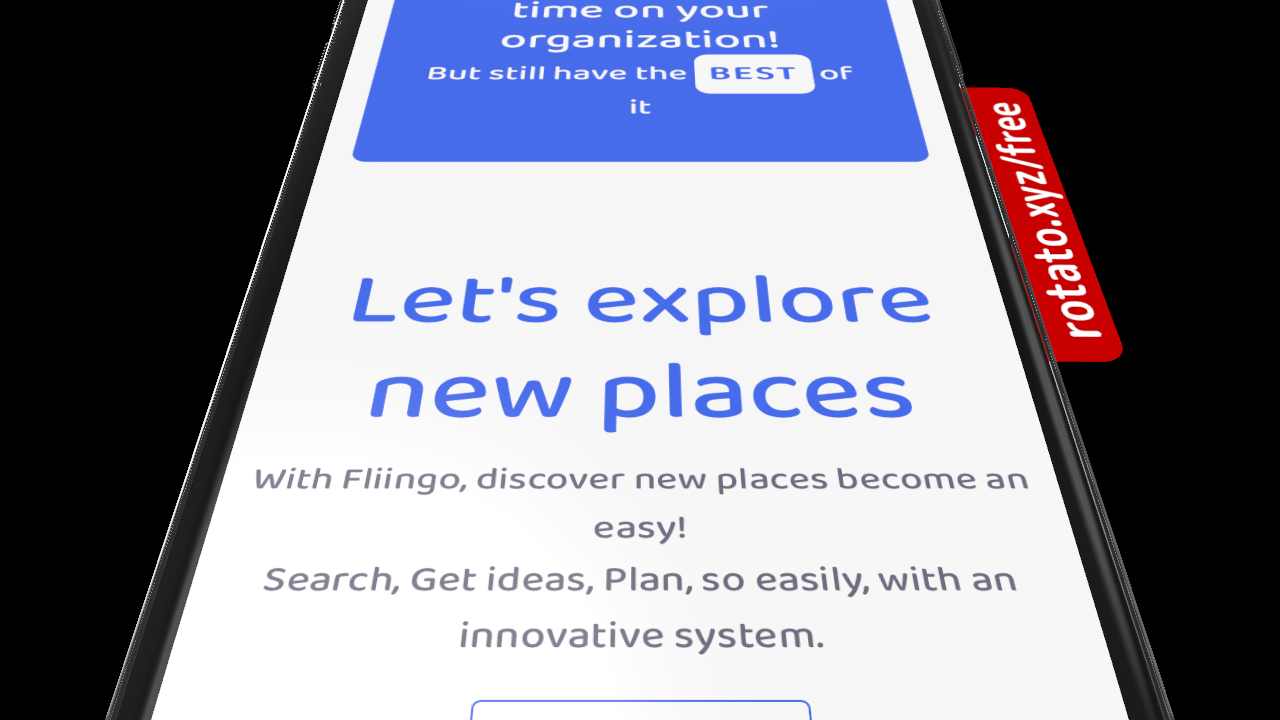 time on your
organization!
But still have the BEST of
it
Let's explore
new places
With Fliingo, discover new places become an
easy!
Search, Get ideas, Plan, so easily, with an
innovative system.
rotato.xyz/free